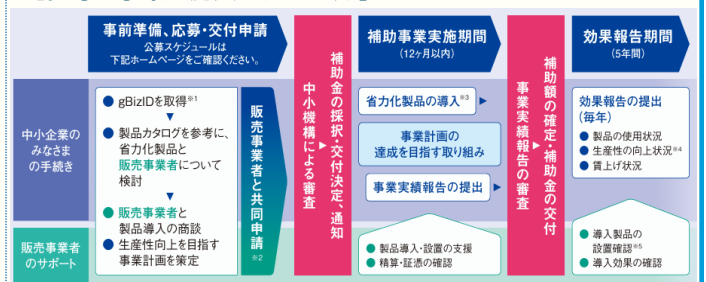 事前準備、応募・交付申請
公募スケジュールは
下記ホームページをご確認ください。
中小機構による審査
補助金の採択・交付決定、通知
補助事業実施期間
(12ヶ月以内)
事業実績報告の審査
補助額の確定・補助金の交付
効果報告期間
(5年間)
中小企業の
みなさま
の手続き
● gBizIDを取得※1
▼
● 製品カタログを参考に、
省力化製品と
販売事業者について
検討
▼
● 販売事業者と
製品導入の商談
● 生産性向上を目指す
事業計画を策定
販売事業者と共同申請
※2
省力化製品の導入※3
事業計画の
達成を目指す取り組み
事業実績報告の提出
効果報告の提出
(毎年)
● 製品の使用状況
● 生産性の向上状況※4
● 賃上げ状況
販売事業者
のサポート
● 製品導入・設置の支援
● 精算・証憑の確認
● 導入製品の
設置確認※5
● 導入効果の確認